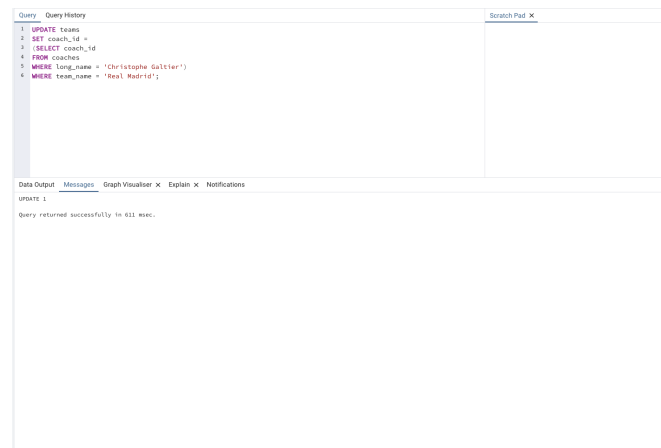 Query Query History
Scratch Pad ×
1 UPDATE teams
2 SET coach_id =
3 (SELECT coach_id
4 FROM coaches
5 WHERE long_name = 'Christophe Galtier')
6 WHERE team_name = 'Real Madrid';
Data Output Messages Graph Visualiser × Explain × Notifications
UPDATE 1
Query returned successfully in 611 msec.